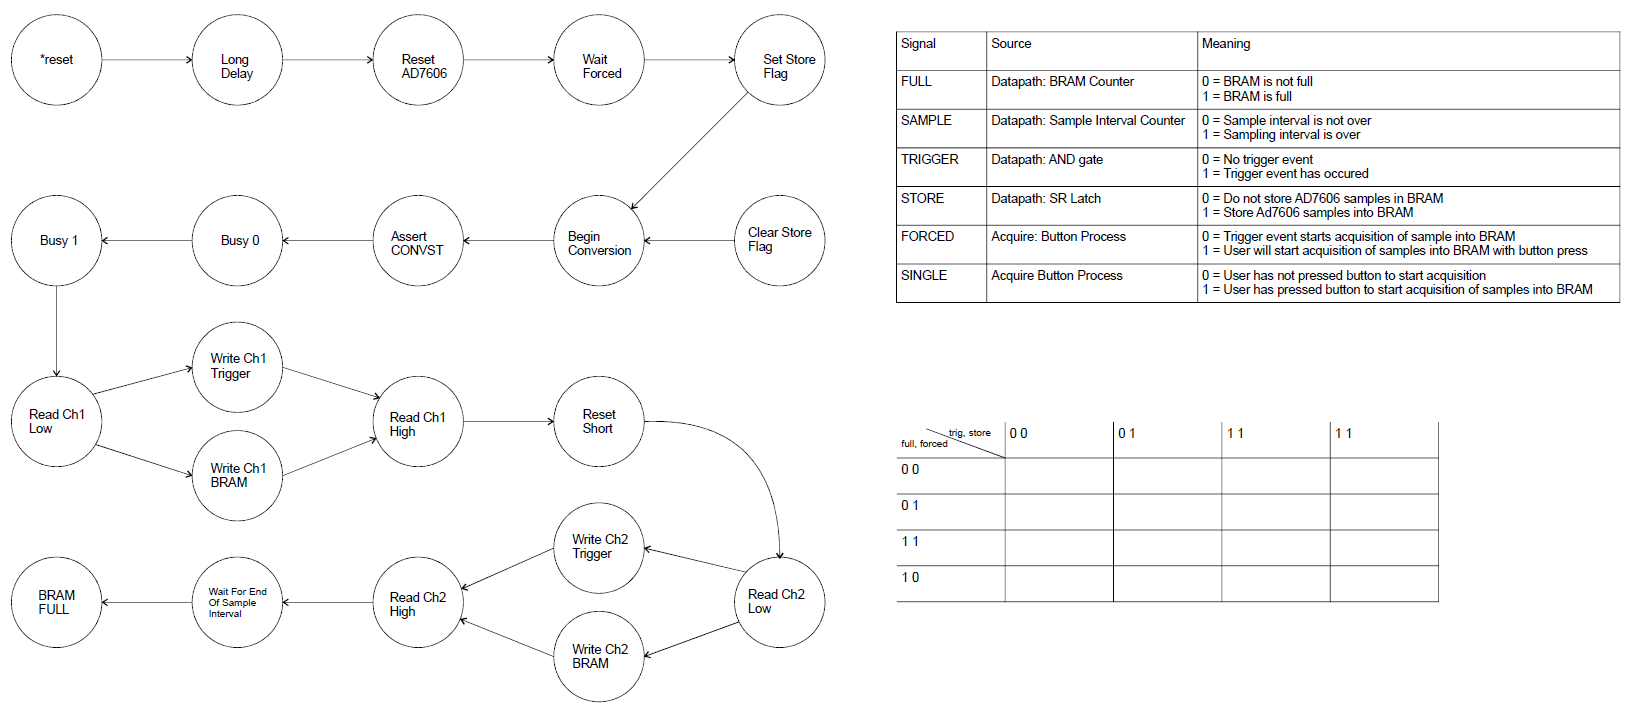 *reset
Long
Delay
Reset
AD7606
Wait
Forced
Set Store
Flag
Busy 1
Busy 0
Assert
CONVST
Begin
Conversion
Clear Store
Flag
Read Ch1
Low
Write Ch1
Trigger
Write Ch1
BRAM
Read Ch1
High
Reset
Short
BRAM
FULL
Wait For End
Of Sample
Interval
Read Ch2
High
Write Ch2
Trigger
Write Ch2
BRAM
Read Ch2
Low
Signal Source Meaning
FULL Datapath: BRAM Counter 0 = BRAM is not full
1 = BRAM is full
SAMPLE Datapath: Sample Interval Counter 0 = Sample interval is not over
1 = Sampling interval is over
TRIGGER Datapath: AND gate 0 = No trigger event
1 = Trigger event has occured
STORE Datapath: SR Latch 0 = Do not store AD7606 samples in BRAM
1 = Store Ad7606 samples into BRAM
FORCED Acquire: Button Process 0 = Trigger event starts acquisition of sample into BRAM
1 = User will start acquisition of samples into BRAM with button press
SINGLE Acquire Button Process 0 = User has not pressed button to start acquisition
1 = User has pressed button to start acquisition of samples into BRAM
trig, store
full, forced
0 0 0 1 1 1 1 1
0 0
0 1
1 1
1 0